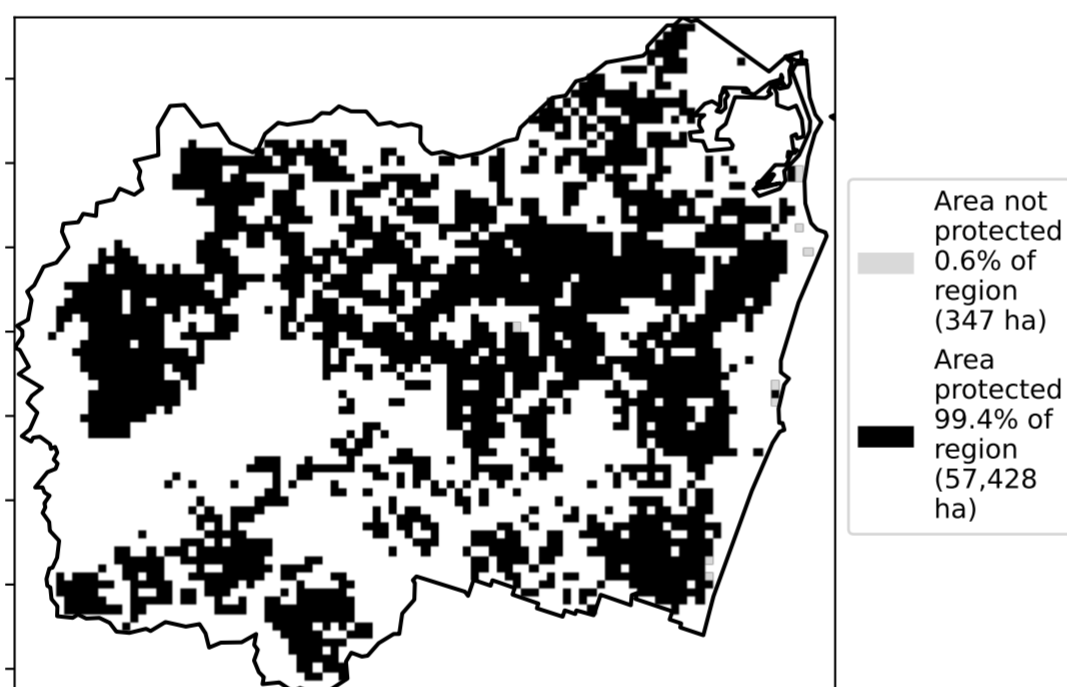 Area not
protected
0.6% of
region
(347 ha)
Area
protected
99.4% of
region
(57,428
ha)